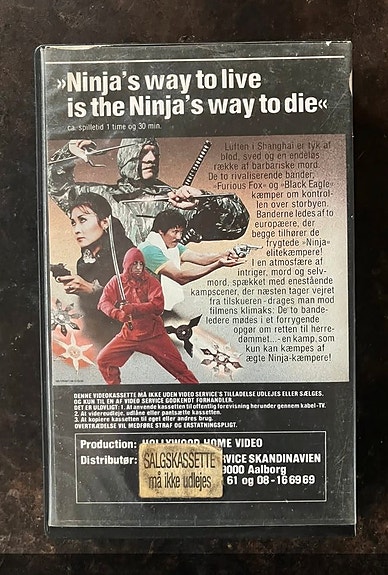 »Ninja's way to live
is the Ninja's way to die«
ca. spilletid 1 time og 30 min.
Luften i Shanghai er tyk af
blod, sved og en endeløs
række af barbariske mord.
De to rivaliserende bander,
»Furious Fox« og »Black Eagle«
kæmper om kontrol-
len over storbyen.
Banderne ledes af to
europæere, der
begge tilhører de
frygtede »Ninja«
elitekæmpere!
I en atmosfære af
intriger, mord og selv-
mord, spækket med enestående
kampscener, der næsten tager vejret
fra tilskueren - drages man mod
filmens klimaks: De to bande-
ledere mødes i et forrygende
opgør om retten til herre-
dømmet...- en kamp, som
kun kan kæmpes af
ægte Ninja-kæmpere!
DENNE VIDEOKASSETTE MÅ IKKE UDEN VIDEO SERVICE'S TILLADELSE UDLEJES ELLER SÆLGES,
OG KUN TIL EN AF VIDEO SERVICE GODKENDT FORHANDLER.
DET ER ULOVLIGT: 1. At anvende kassetten til offentlig forevisning herunder gennem kabel-TV.
2. At videreudleje, udlåne eller pantsætte kassetten.
3. At kopiere kassetten til eget eller andres brug.
OVERTRÆDELSE VIL MEDFØRE STRAF OG ERSTATNINGSPLIGT.
Production: HOLLYWOOD HOME VIDEO
Distributør: SERVICE SKANDINAVIEN
9000 Aalborg
61 og 08-166969
SALGSKASSETTE
må ikke udlejes